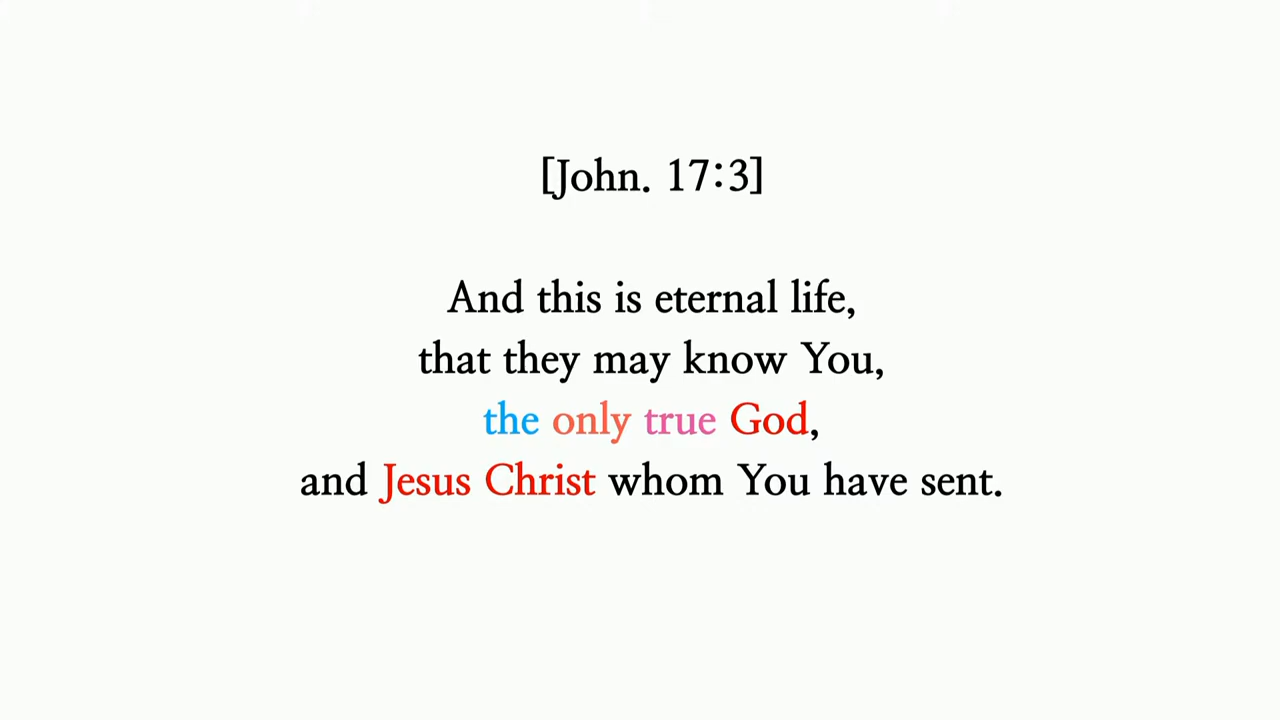 [John. 17:3]
And this is eternal life,
that they may know You,
the only true God,
and Jesus Christ whom You have sent.